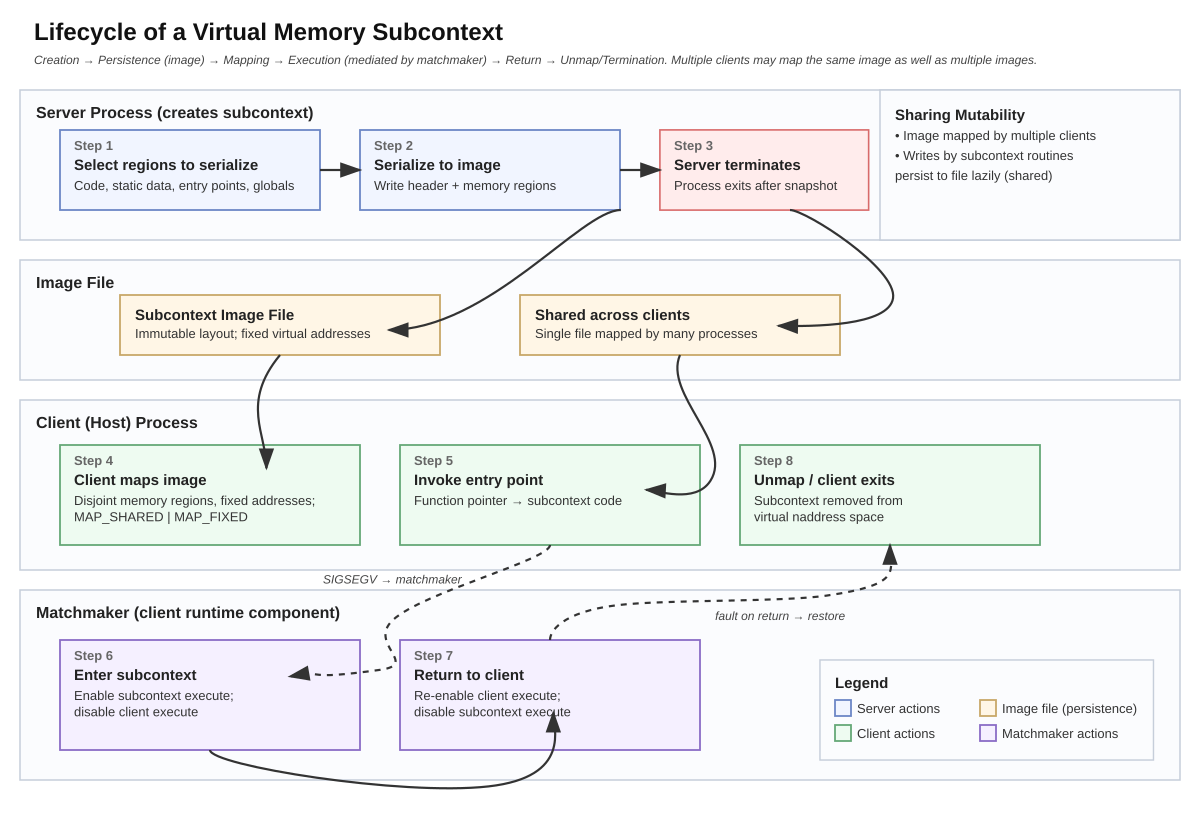 Lifecycle of a Virtual Memory Subcontext
Creation → Persistence (image) → Mapping → Execution (mediated by matchmaker) → Return → Unmap/Termination. Multiple clients may map the same image as well as multiple images.
Server Process (creates subcontext)
Step 1
Select regions to serialize
Code, static data, entry points, globals
Step 2
Serialize to image
Write header + memory regions
Step 3
Server terminates
Process exits after snapshot
Sharing Mutability
• Image mapped by multiple clients
• Writes by subcontext routines
persist to file lazily (shared)
Image File
Subcontext Image File
Immutable layout; fixed virtual addresses
Shared across clients
Single file mapped by many processes
Client (Host) Process
Step 4
Client maps image
Disjoint memory regions, fixed addresses;
MAP_SHARED | MAP_FIXED
Step 5
Invoke entry point
Function pointer → subcontext code
Step 8
Unmap / client exits
Subcontext removed from
virtual naddress space
SIGSEGV → matchmaker
fault on return → restore
Matchmaker (client runtime component)
Step 6
Enter subcontext
Enable subcontext execute;
disable client execute
Step 7
Return to client
Re-enable client execute;
disable subcontext execute
Legend
Server actions
Image file (persistence)
Client actions
Matchmaker actions